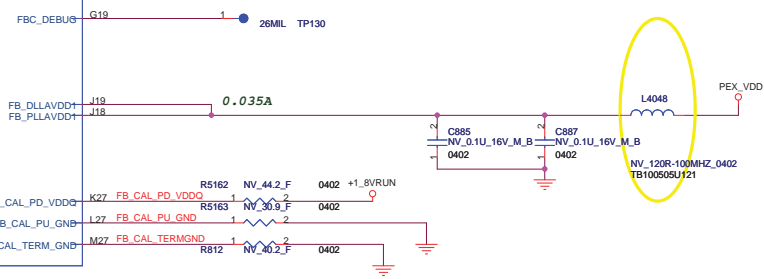 FBC_DEBUG G19 1 26MIL TP130
PEX_VDD
J19 0.035A L4048
FB_DLLAVDD1
FB_PLLAVDD1 J18
2 C885 2 C887
NV_0.1U_16V_M_B NV_0.1U_16V_M_B
1 0402 1 0402
NV_120R-100MHZ_0402
TB100505U121
R5162 NV_44.2_F 0402 +1_8VRUN
_CAL_PD_VDDQ K27 FB_CAL_PD_VDDQ 1 2
R5163 NV_30.9_F 0402
B_CAL_PU_GND L27 FB_CAL_PU_GND 1 2
CAL_TERM_GND M27 FB_CAL_TERMGND 1 2
R812 NV_40.2_F 0402